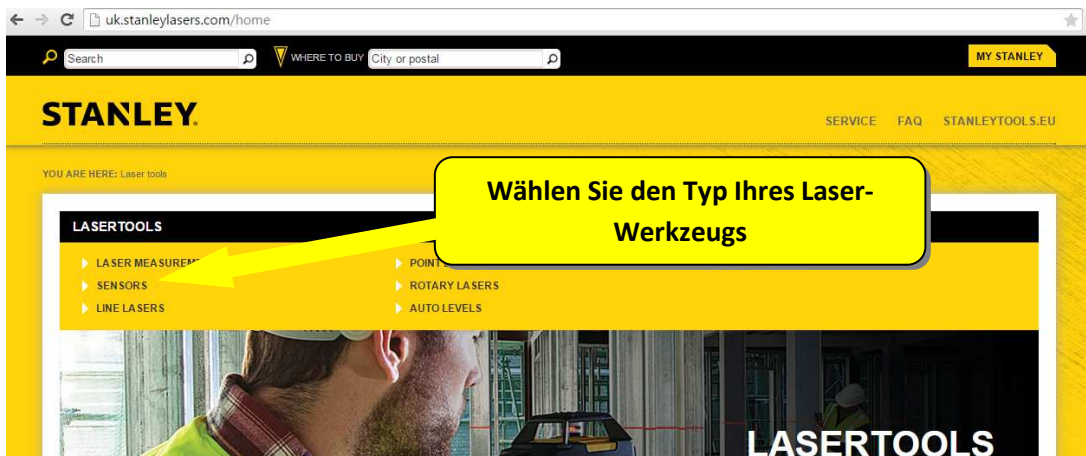 uk.stanleylasers.com/home
Search
WHERE TO BUY City or postal
MY STANLEY
STANLEY®
SERVICE FAQ STANLEYTOOLS.EU
YOU ARE HERE: Laser tools
Wählen Sie den Typ Ihres Laser-
Werkzeugs
LASERTOOLS
LASER
POINT
SENSORS
ROTARY LASERS
LINE LASERS
AUTO LEVELS
LASERTOOLS